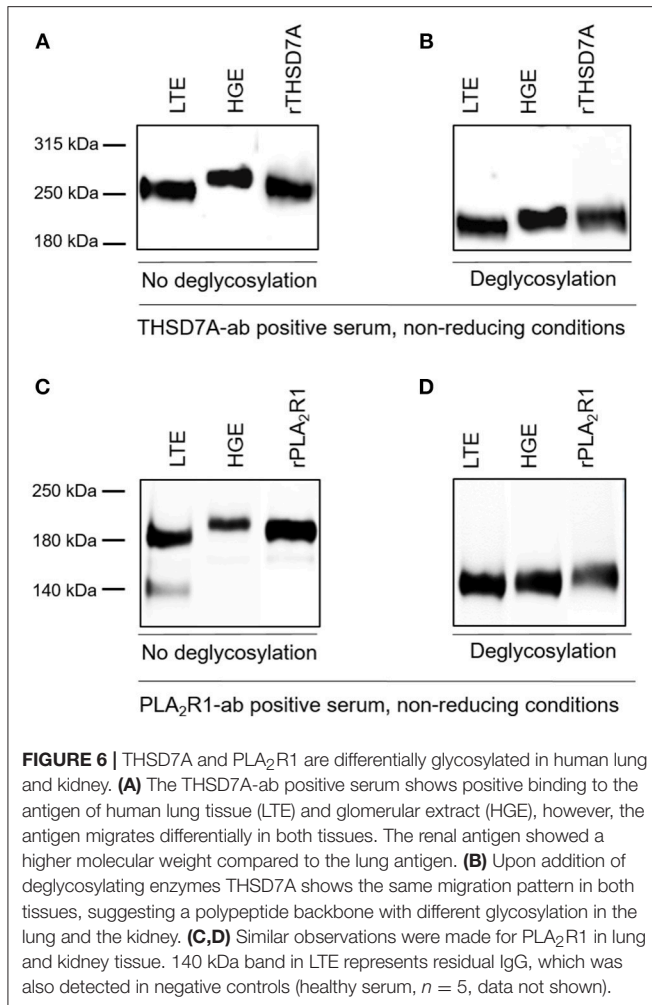 A
B
LTE
HGE
rTHSD7A
LTE
HGE
rTHSD7A
315 kDa
250 kDa
180 kDa
No deglycosylation
Deglycosylation
THSD7A-ab positive serum, non-reducing conditions
C
D
LTE
HGE
rPLA₂R1
LTE
HGE
rPLA₂R1
250 kDa
180 kDa
140 kDa
No deglycosylation
Deglycosylation
PLA₂R1-ab positive serum, non-reducing conditions
FIGURE 6 | THSD7A and PLA₂R1 are differentially glycosylated in human lung
and kidney. (A) The THSD7A-ab positive serum shows positive binding to the
antigen of human lung tissue (LTE) and glomerular extract (HGE), however, the
antigen migrates differentially in both tissues. The renal antigen showed a
higher molecular weight compared to the lung antigen. (B) Upon addition of
deglycosylating enzymes THSD7A shows the same migration pattern in both
tissues, suggesting a polypeptide backbone with different glycosylation in the
lung and the kidney. (C,D) Similar observations were made for PLA₂R1 in lung
and kidney tissue. 140 kDa band in LTE represents residual IgG, which was
also detected in negative controls (healthy serum, n = 5, data not shown).